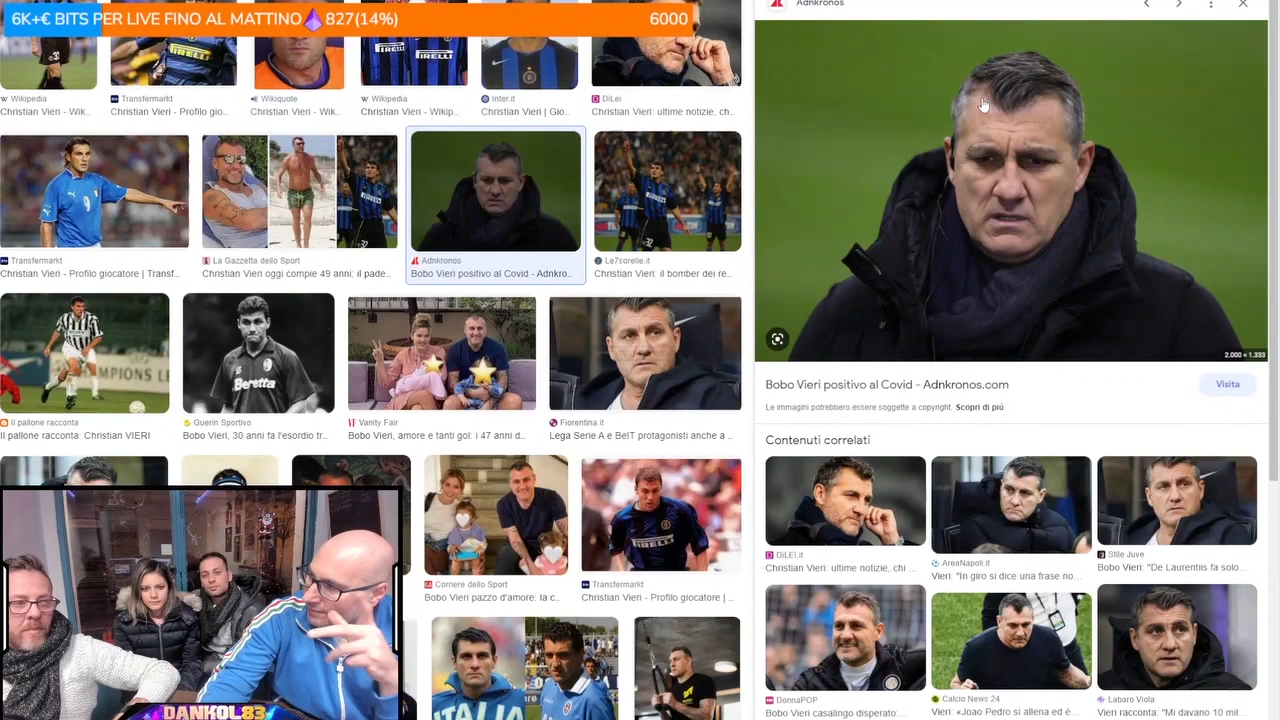 6K+€ BITS PER LIVE FINO AL MATTINO 827(14%) 6000
Adnkronos
Wikipedia
Christian Vieri - Wik...
Transfermarkt
Christian Vieri - Profilo gio...
Wikiquote
Christian Vieri - Wik...
Wikipedia
Christian Vieri - Wikip...
Inter.it
Christian Vieri | Gio...
DiLei
Christian Vieri: ultime notizie, ch...
Transfermarkt
Christian Vieri - Profilo giocatore | Transf...
La Gazzetta dello Sport
Christian Vieri oggi compie 49 anni: il pade...
Adnkronos
Bobo Vieri positivo al Covid - Adnkro...
Le7sorelle.it
Christian Vieri: il bomber dei re...
Il pallone racconta
Il pallone racconta: Christian VIERI
Guerin Sportivo
Bobo Vieri, 30 anni fa l'esordio tr...
Vanity Fair
Bobo Vieri, amore e tanti gol: i 47 anni d...
Fiorentina.it
Lega Serie A e BeIT protagonisti anche a ...
Corriere dello Sport
Bobo Vieri pazzo d'amore: la c...
Transfermarkt
Christian Vieri - Profilo giocatore | ...
PIRELLI
PIRELLI
PIRELLI
Beretta
9
32
ITALIA
DANKOL83
2.000 × 1.333
Bobo Vieri positivo al Covid - Adnkronos.com
Visita
Le immagini potrebbero essere soggette a copyright. Scopri di più
Contenuti correlati
DiLEI.it
Christian Vieri: ultime notizie, chi ...
AreaNapoli.it
Vieri: "In giro si dice una frase no...
Stile Juve
Bobo Vieri: "De Laurentiis fa solo...
DonnaPOP
Bobo Vieri casalingo disperato:...
Calcio News 24
Vieri: «Joao Pedro si allena ed è...
Labaro Viola
Vieri racconta: "Mi davano 10 mil...